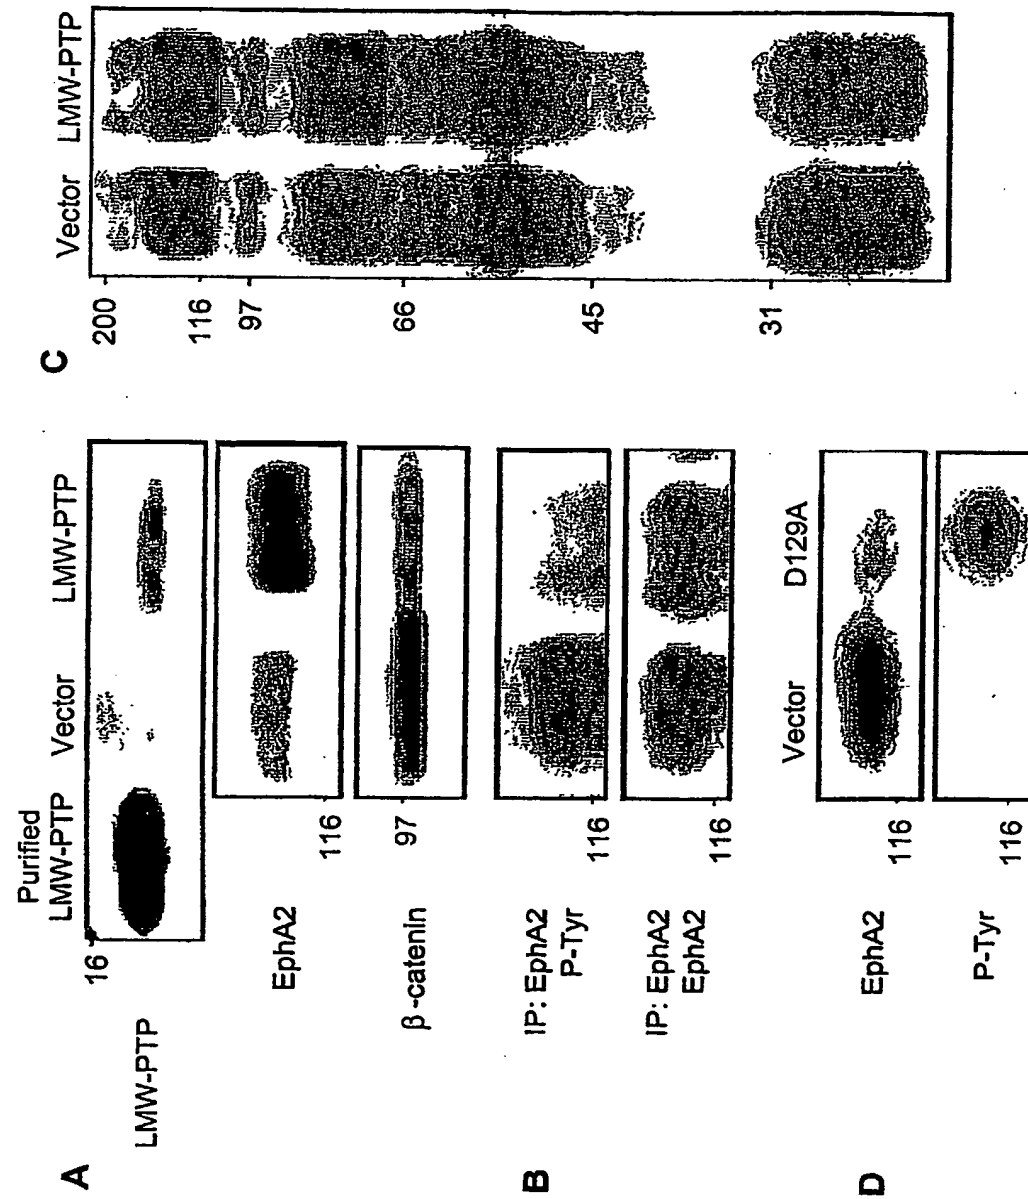 A
Purified
LMW-PTP
Vector
LMW-PTP
16
LMW-PTP
EphA2
116
β-catenin
97
B
IP: EphA2
P-Tyr
116
IP: EphA2
EphA2
116
C
Vector
LMW-PTP
200
116
97
66
45
31
D
Vector
D129A
EphA2
116
P-Tyr
116